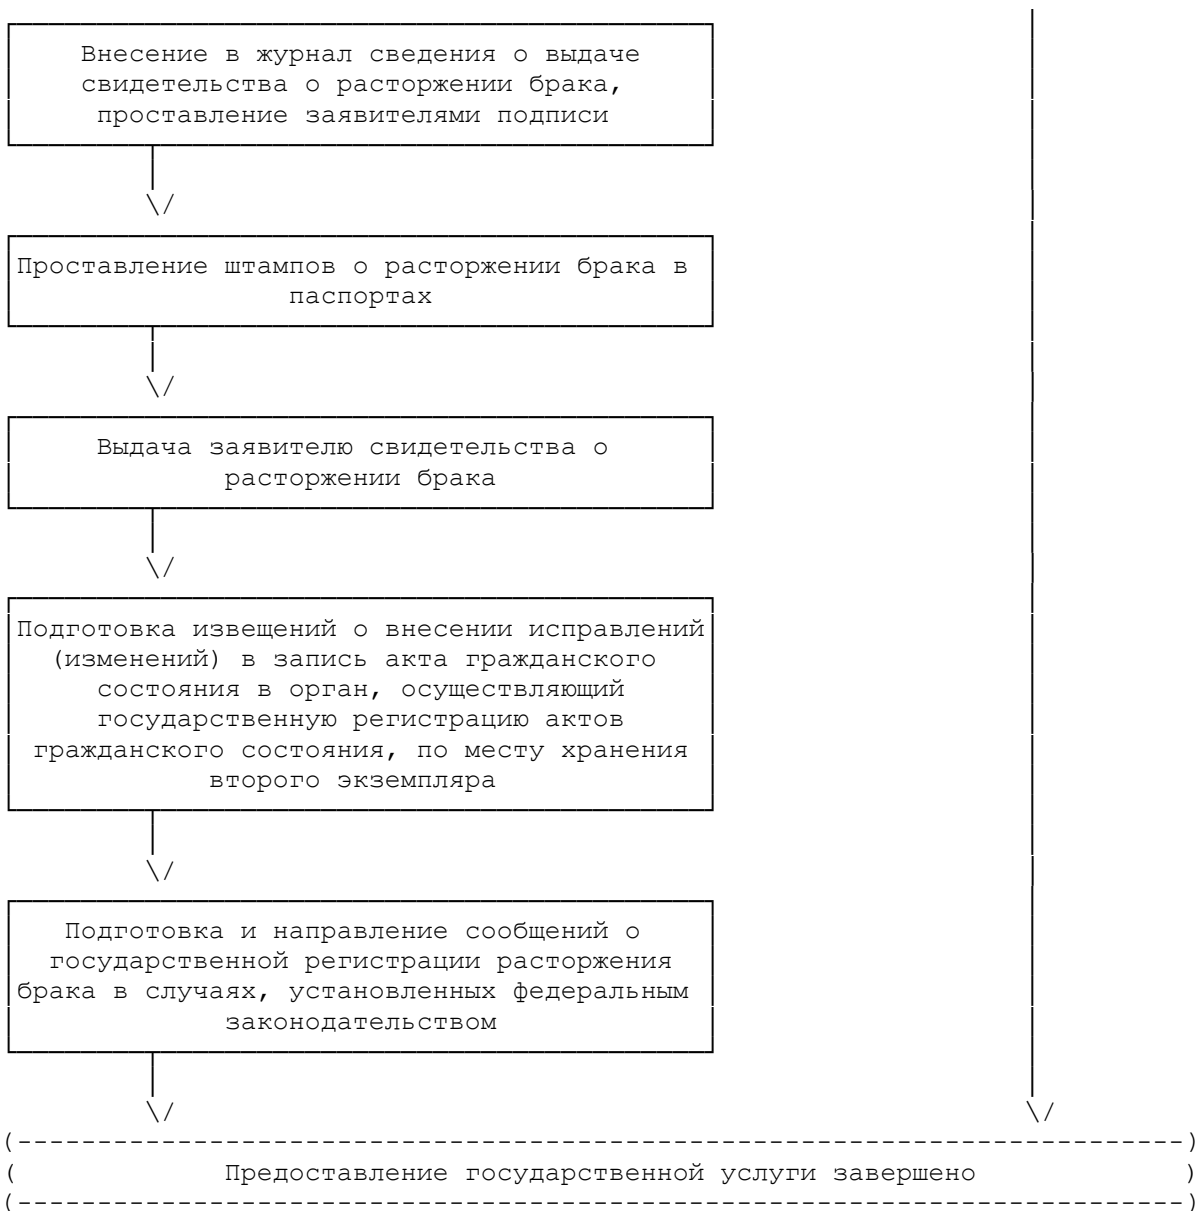 Внесение в журнал сведения о выдаче
свидетельства о расторжении брака,
проставление заявителями подписи
Проставление штампов о расторжении брака в
паспортах
Выдача заявителю свидетельства о
расторжении брака
Подготовка извещений о внесении исправлений
(изменений) в запись акта гражданского
состояния в орган, осуществляющий
государственную регистрацию актов
гражданского состояния, по месту хранения
второго экземпляра
Подготовка и направление сообщений о
государственной регистрации расторжения
брака в случаях, установленных федеральным
законодательством
Предоставление государственной услуги завершено